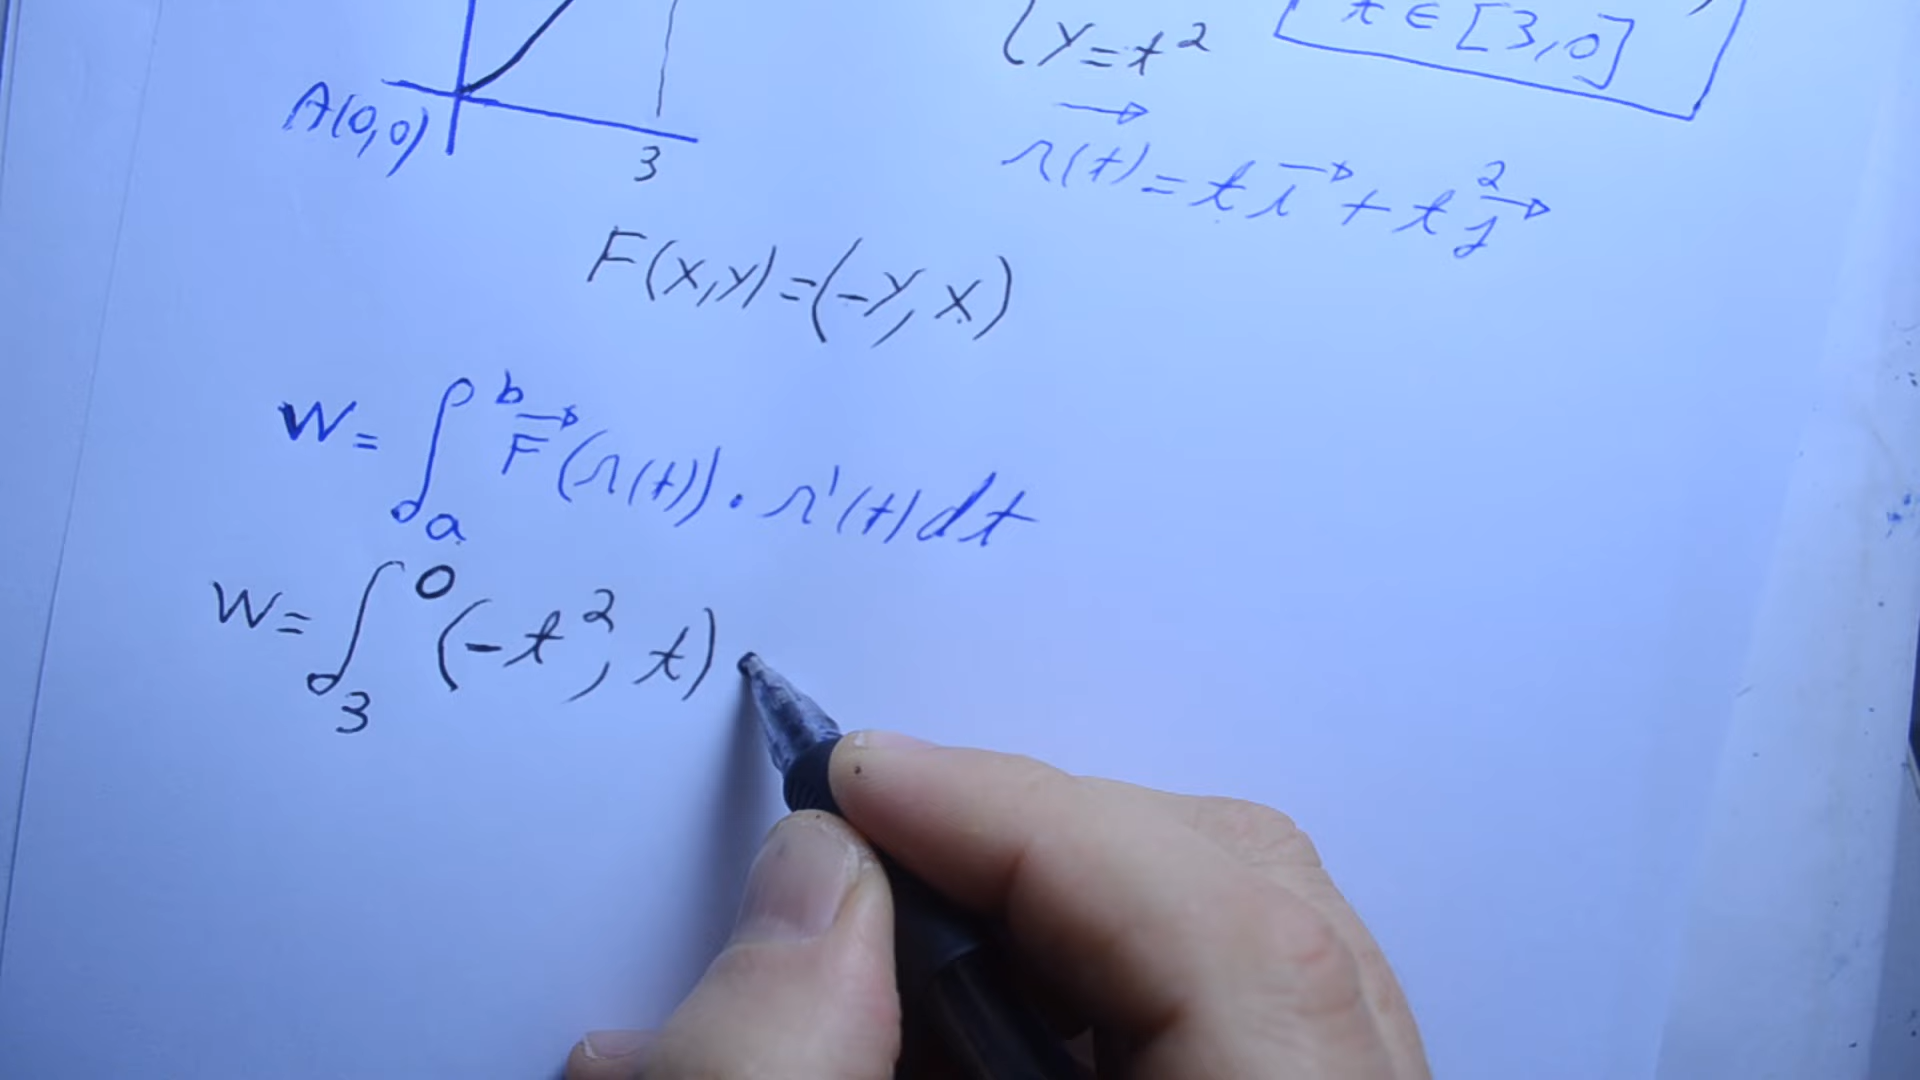 y=t²
t ∈ [3,0]
A(0,0)
3
r(t) = t i + t² j
F(x,y)=(-y, x)
W= ∫ₐᵇ F(r(t)) · r'(t) dt
W= ∫₃⁰ (-t², t) ·